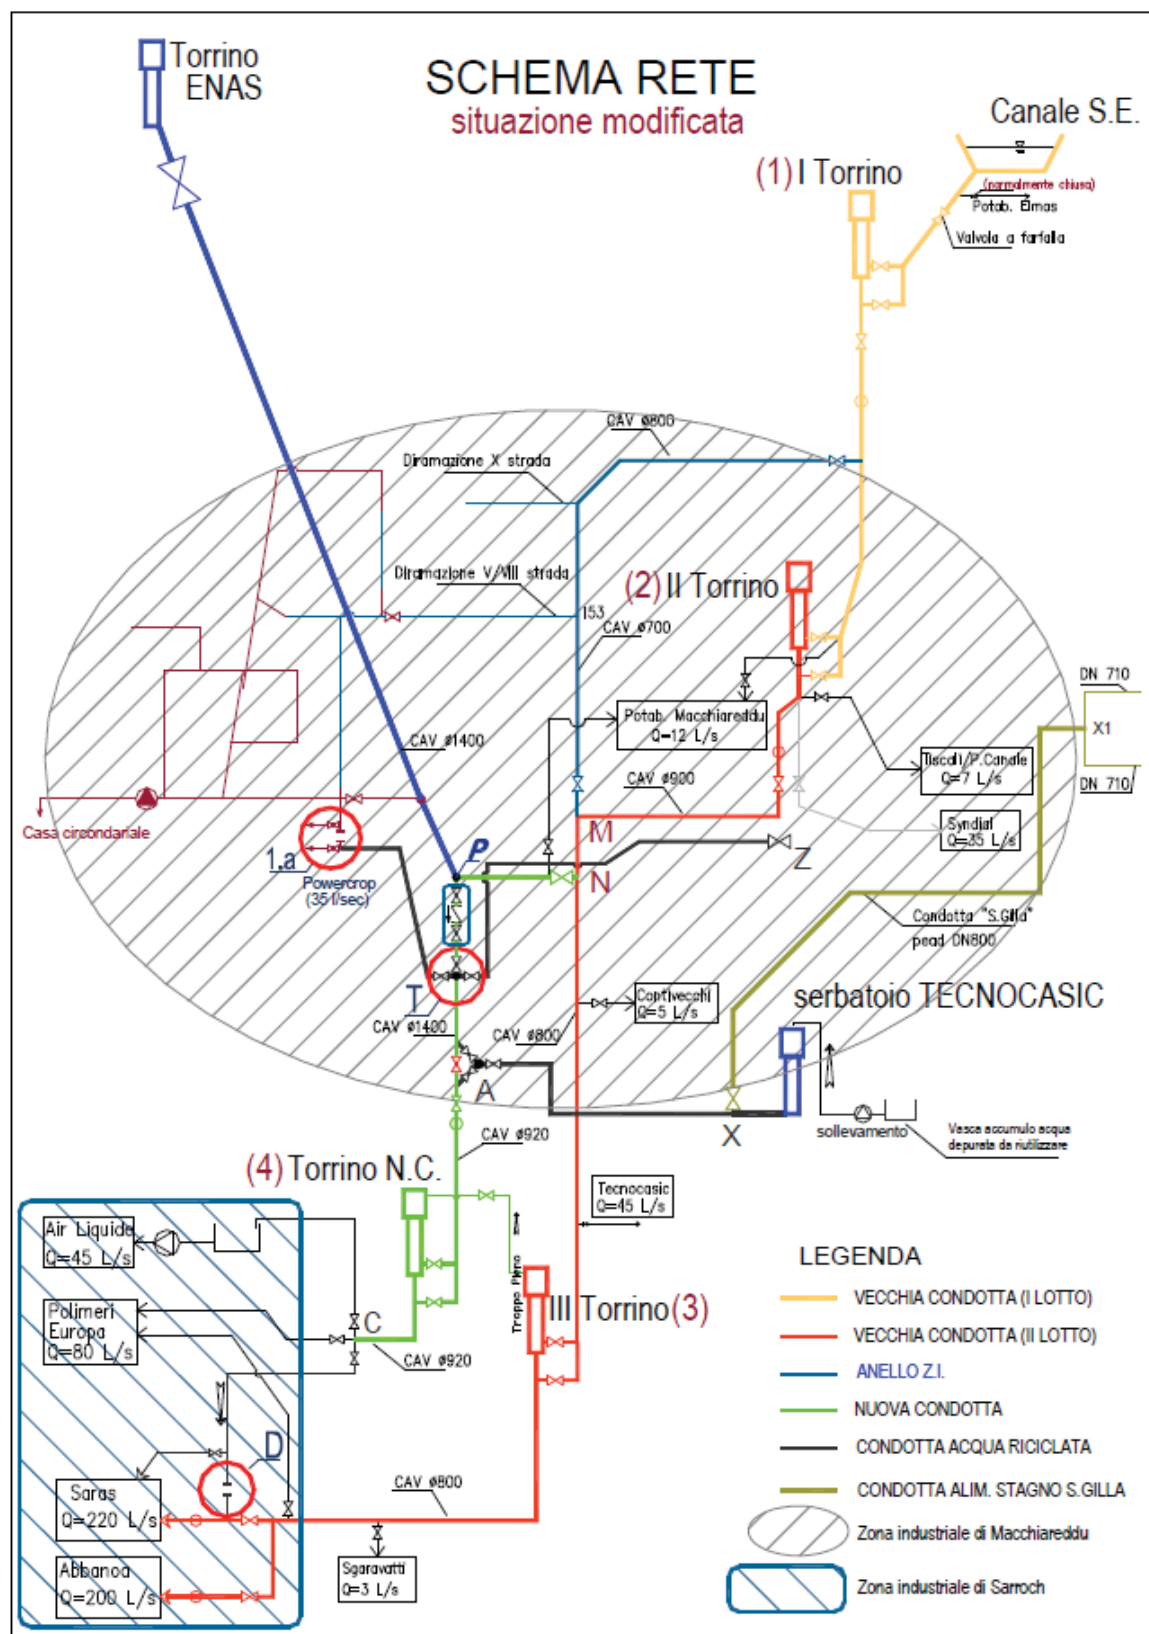 SCHEMA RETE
situazione modificata
Torrino
ENAS
Canale S.E.
(1) I Torrino
(normalmente chiusa)
Potab. Elmas
Valvola a farfalla
CAV ø800
Diramazione X strada
Diramazione V/VIII strada
(2) II Torrino
153
CAV ø700
DN 710
Potab. Macchiareddu
Q=12 L/s
X1
CAV ø1400
Tiscali/P.Canale
Q=7 L/s
CAV ø900
DN 710
Casa circondariale
M
Syndial
Q=35 L/s
1.a
P
Z
N
Powercrop
(35 l/sec)
Condotta "S.Gilla"
pead DN800
T
Contivecchi
Q=5 L/s
serbatoio TECNOCASIC
CAV ø1400
CAV ø800
A
X
sollevamento
Vasca accumulo acqua
depurata da riutilizzare
CAV ø920
(4) Torrino N.C.
Tecnocasic
Q=45 L/s
Air Liquide
Q=45 L/s
Troppo Pieno
LEGENDA
III Torrino (3)
VECCHIA CONDOTTA (I LOTTO)
Polimeri
Europa
Q=80 L/s
C
VECCHIA CONDOTTA (II LOTTO)
CAV ø920
ANELLO Z.I.
NUOVA CONDOTTA
D
CONDOTTA ACQUA RICICLATA
CAV ø800
Saras
Q=220 L/s
CONDOTTA ALIM. STAGNO S.GILLA
Zona industriale di Macchiareddu
Abbanoa
Q=200 L/s
Sgaravatti
Q=3 L/s
Zona industriale di Sarroch